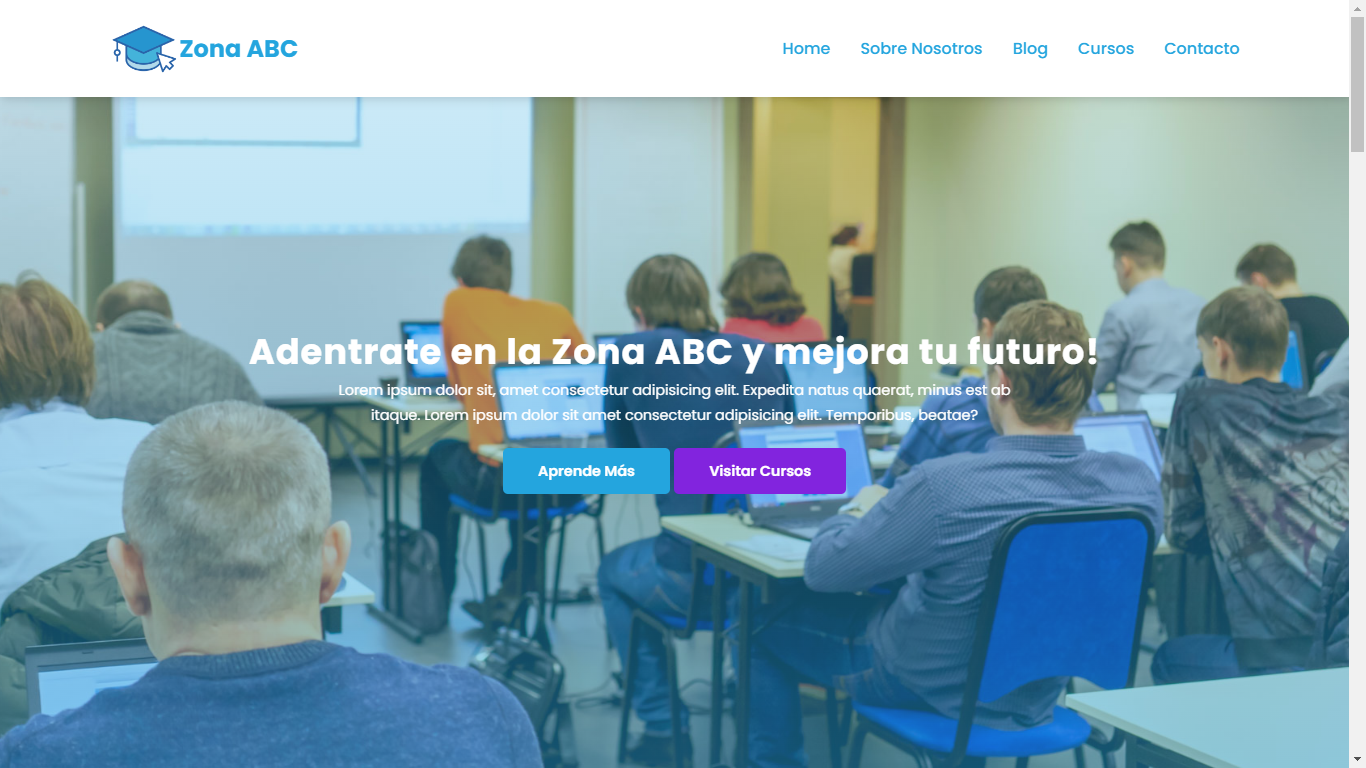 Zona ABC
Home Sobre Nosotros Blog Cursos Contacto
Adentrate en la Zona ABC y mejora tu futuro!
Lorem ipsum dolor sit, amet consectetur adipisicing elit. Expedita natus quaerat, minus est ab
itaque. Lorem ipsum dolor sit amet consectetur adipisicing elit. Temporibus, beatae?
Aprende Más Visitar Cursos